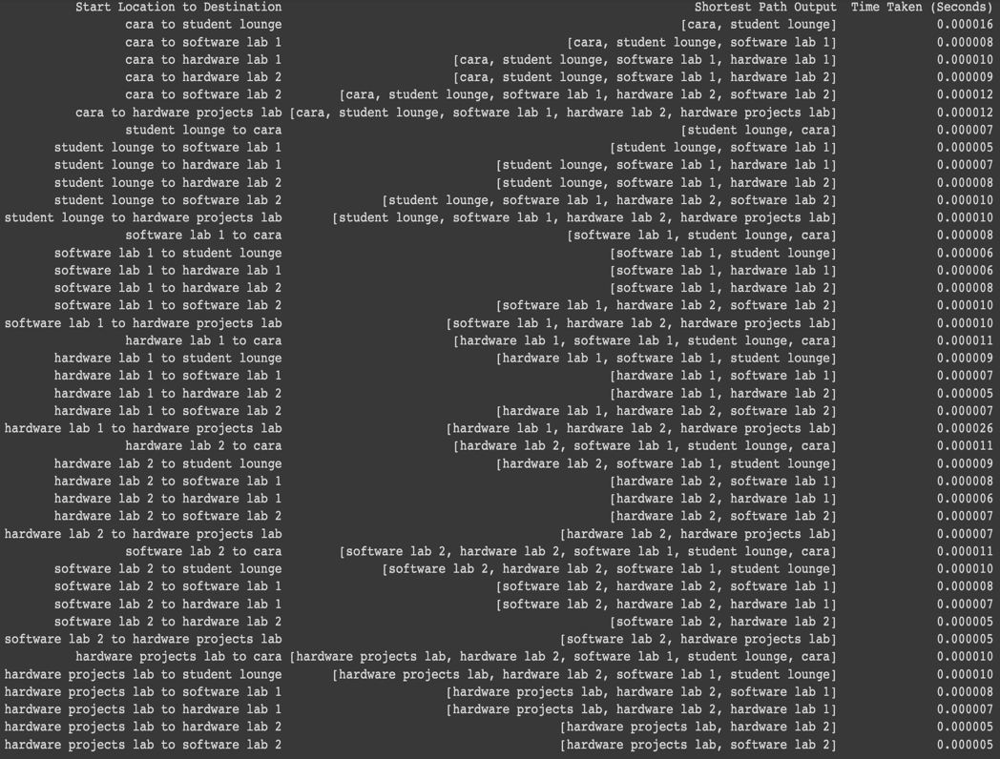 Start Location to Destination Shortest Path Output Time Taken (Seconds)
cara to student lounge [cara, student lounge] 0.000016
cara to software lab 1 [cara, student lounge, software lab 1] 0.000008
cara to hardware lab 1 [cara, student lounge, software lab 1, hardware lab 1] 0.000010
cara to hardware lab 2 [cara, student lounge, software lab 1, hardware lab 2] 0.000009
cara to software lab 2 [cara, student lounge, software lab 1, hardware lab 2, software lab 2] 0.000012
cara to hardware projects lab [cara, student lounge, software lab 1, hardware lab 2, hardware projects lab] 0.000012
student lounge to cara [student lounge, cara] 0.000007
student lounge to software lab 1 [student lounge, software lab 1] 0.000005
student lounge to hardware lab 1 [student lounge, software lab 1, hardware lab 1] 0.000007
student lounge to hardware lab 2 [student lounge, software lab 1, hardware lab 2] 0.000008
student lounge to software lab 2 [student lounge, software lab 1, hardware lab 2, software lab 2] 0.000010
student lounge to hardware projects lab [student lounge, software lab 1, hardware lab 2, hardware projects lab] 0.000010
software lab 1 to cara [software lab 1, student lounge, cara] 0.000008
software lab 1 to student lounge [software lab 1, student lounge] 0.000006
software lab 1 to hardware lab 1 [software lab 1, hardware lab 1] 0.000006
software lab 1 to hardware lab 2 [software lab 1, hardware lab 2] 0.000008
software lab 1 to software lab 2 [software lab 1, hardware lab 2, software lab 2] 0.000010
software lab 1 to hardware projects lab [software lab 1, hardware lab 2, hardware projects lab] 0.000010
hardware lab 1 to cara [hardware lab 1, software lab 1, student lounge, cara] 0.000011
hardware lab 1 to student lounge [hardware lab 1, software lab 1, student lounge] 0.000009
hardware lab 1 to software lab 1 [hardware lab 1, software lab 1] 0.000007
hardware lab 1 to hardware lab 2 [hardware lab 1, hardware lab 2] 0.000005
hardware lab 1 to software lab 2 [hardware lab 1, hardware lab 2, software lab 2] 0.000007
hardware lab 1 to hardware projects lab [hardware lab 1, hardware lab 2, hardware projects lab] 0.000026
hardware lab 2 to cara [hardware lab 2, software lab 1, student lounge, cara] 0.000011
hardware lab 2 to student lounge [hardware lab 2, software lab 1, student lounge] 0.000009
hardware lab 2 to software lab 1 [hardware lab 2, software lab 1] 0.000008
hardware lab 2 to hardware lab 1 [hardware lab 2, hardware lab 1] 0.000006
hardware lab 2 to software lab 2 [hardware lab 2, software lab 2] 0.000007
hardware lab 2 to hardware projects lab [hardware lab 2, hardware projects lab] 0.000007
software lab 2 to cara [software lab 2, hardware lab 2, software lab 1, student lounge, cara] 0.000011
software lab 2 to student lounge [software lab 2, hardware lab 2, software lab 1, student lounge] 0.000010
software lab 2 to software lab 1 [software lab 2, hardware lab 2, software lab 1] 0.000008
software lab 2 to hardware lab 1 [software lab 2, hardware lab 2, hardware lab 1] 0.000007
software lab 2 to hardware lab 2 [software lab 2, hardware lab 2] 0.000005
software lab 2 to hardware projects lab [software lab 2, hardware projects lab] 0.000005
hardware projects lab to cara [hardware projects lab, hardware lab 2, software lab 1, student lounge, cara] 0.000010
hardware projects lab to student lounge [hardware projects lab, hardware lab 2, software lab 1, student lounge] 0.000010
hardware projects lab to software lab 1 [hardware projects lab, hardware lab 2, software lab 1] 0.000008
hardware projects lab to hardware lab 1 [hardware projects lab, hardware lab 2, hardware lab 1] 0.000007
hardware projects lab to hardware lab 2 [hardware projects lab, hardware lab 2] 0.000005
hardware projects lab to software lab 2 [hardware projects lab, software lab 2] 0.000005